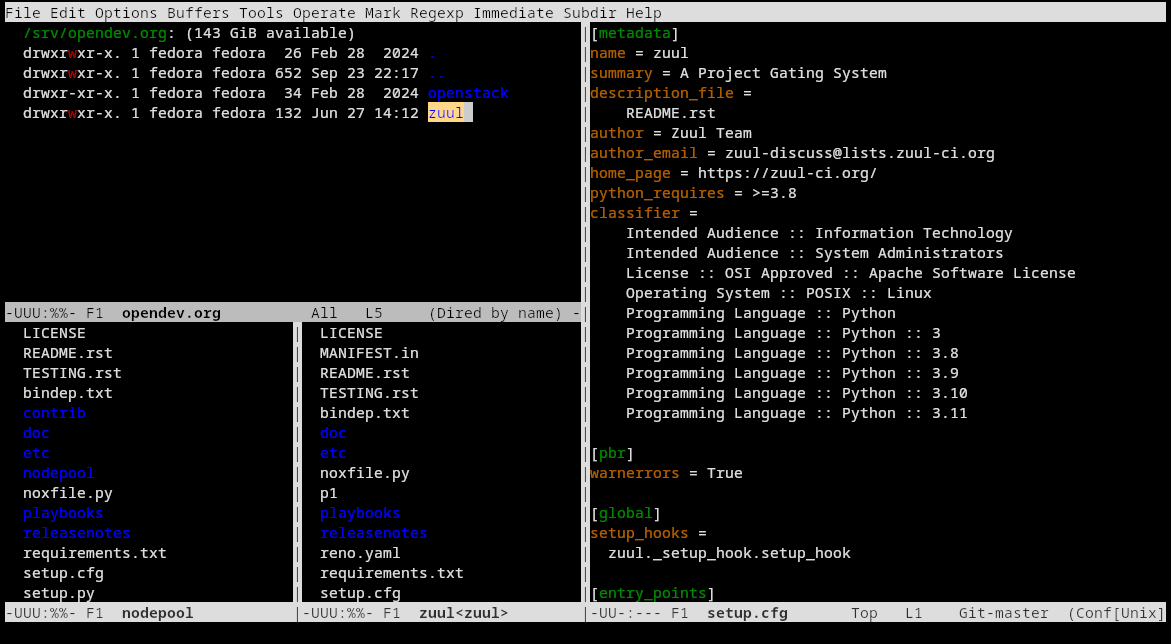 File Edit Options Buffers Tools Operate Mark Regexp Immediate Subdir Help
/srv/opendev.org: (143 GiB available)
drwxrwxr-x. 1 fedora fedora  26 Feb 28  2024 .
drwxrwxr-x. 1 fedora fedora 652 Sep 23 22:17 ..
drwxr-xr-x. 1 fedora fedora  34 Feb 28  2024 openstack
drwxrwxr-x. 1 fedora fedora 132 Jun 27 14:12 zuul
-UUU:%%- F1  opendev.org          All   L5     (Dired by name) -
LICENSE
README.rst
TESTING.rst
bindep.txt
contrib
doc
etc
nodepool
noxfile.py
playbooks
releasenotes
requirements.txt
setup.cfg
setup.py
-UUU:%%- F1  nodepool
LICENSE
MANIFEST.in
README.rst
TESTING.rst
bindep.txt
doc
etc
noxfile.py
p1
playbooks
releasenotes
reno.yaml
requirements.txt
setup.cfg
-UUU:%%- F1  zuul<zuul>
[metadata]
name = zuul
summary = A Project Gating System
description_file =
    README.rst
author = Zuul Team
author_email = zuul-discuss@lists.zuul-ci.org
home_page = https://zuul-ci.org/
python_requires = >=3.8
classifier =
    Intended Audience :: Information Technology
    Intended Audience :: System Administrators
    License :: OSI Approved :: Apache Software License
    Operating System :: POSIX :: Linux
    Programming Language :: Python
    Programming Language :: Python :: 3
    Programming Language :: Python :: 3.8
    Programming Language :: Python :: 3.9
    Programming Language :: Python :: 3.10
    Programming Language :: Python :: 3.11
[pbr]
warnerrors = True
[global]
setup_hooks =
  zuul._setup_hook.setup_hook
[entry_points]
-UU-:--- F1  setup.cfg       Top   L1    Git-master  (Conf[Unix]